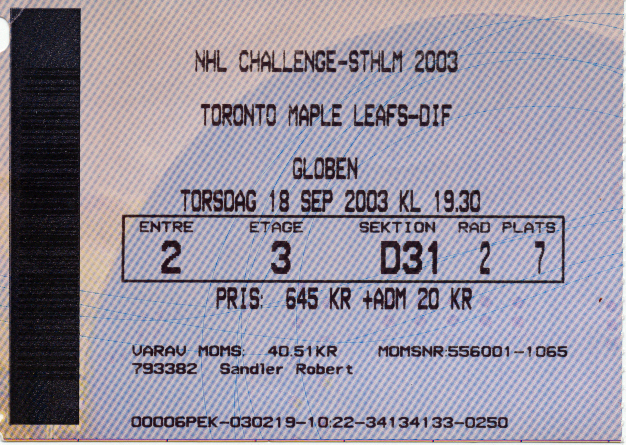 NHL CHALLENGE-STHLM 2003
TORONTO MAPLE LEAFS-DIF
GLOBEN
TORSDAG 18 SEP 2003 KL 19.30
ENTRE ETAGE SEKTION RAD PLATS
2 3 D31 2 7
PRIS: 645 KR +ADM 20 KR
VARAV MOMS: 40.51KR MOMSNR:556001-1065
793382 Sandler Robert
00006PEK-030219-10:22-34134133-0250